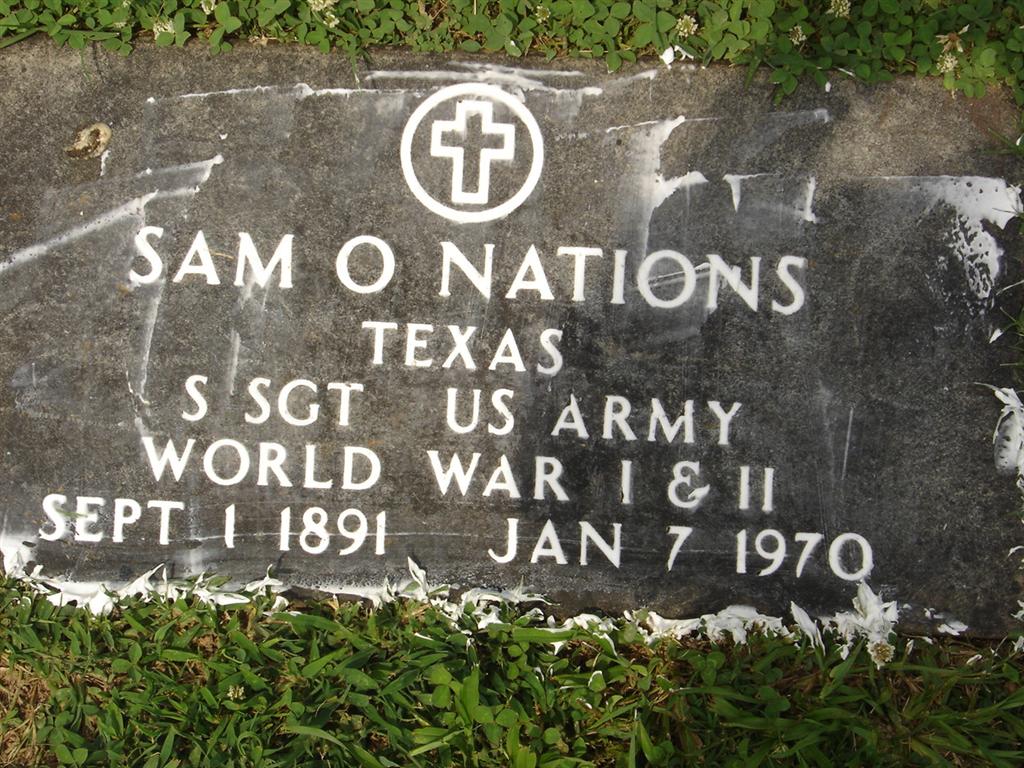 SAM O NATIONS
TEXAS
S SGT US ARMY
WORLD WAR I & II
SEPT 1 1891 JAN 7 1970